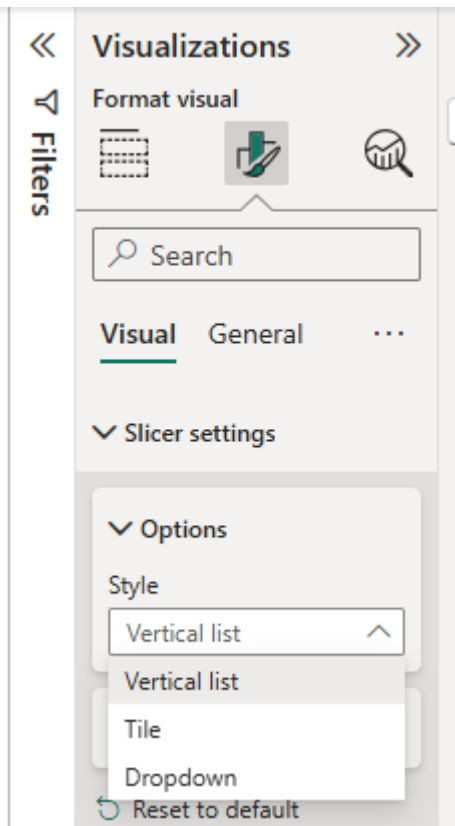 Visualizations
Format visual
Filters
Search
Visual General ...
Slicer settings
Options
Style
Vertical list
Vertical list
Tile
Dropdown
Reset to default